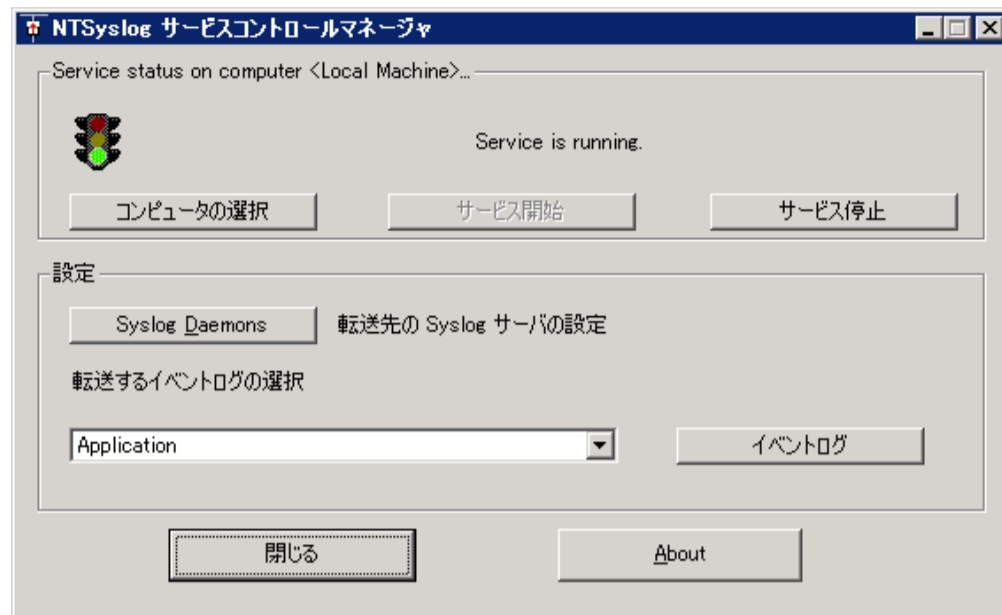 NTSyslog サービスコントロールマネージャ
Service status on computer <Local Machine>...
Service is running.
コンピュータの選択 サービス開始 サービス停止
設定
Syslog Daemons 転送先の Syslog サーバの設定
転送するイベントログの選択
Application イベントログ
閉じる About